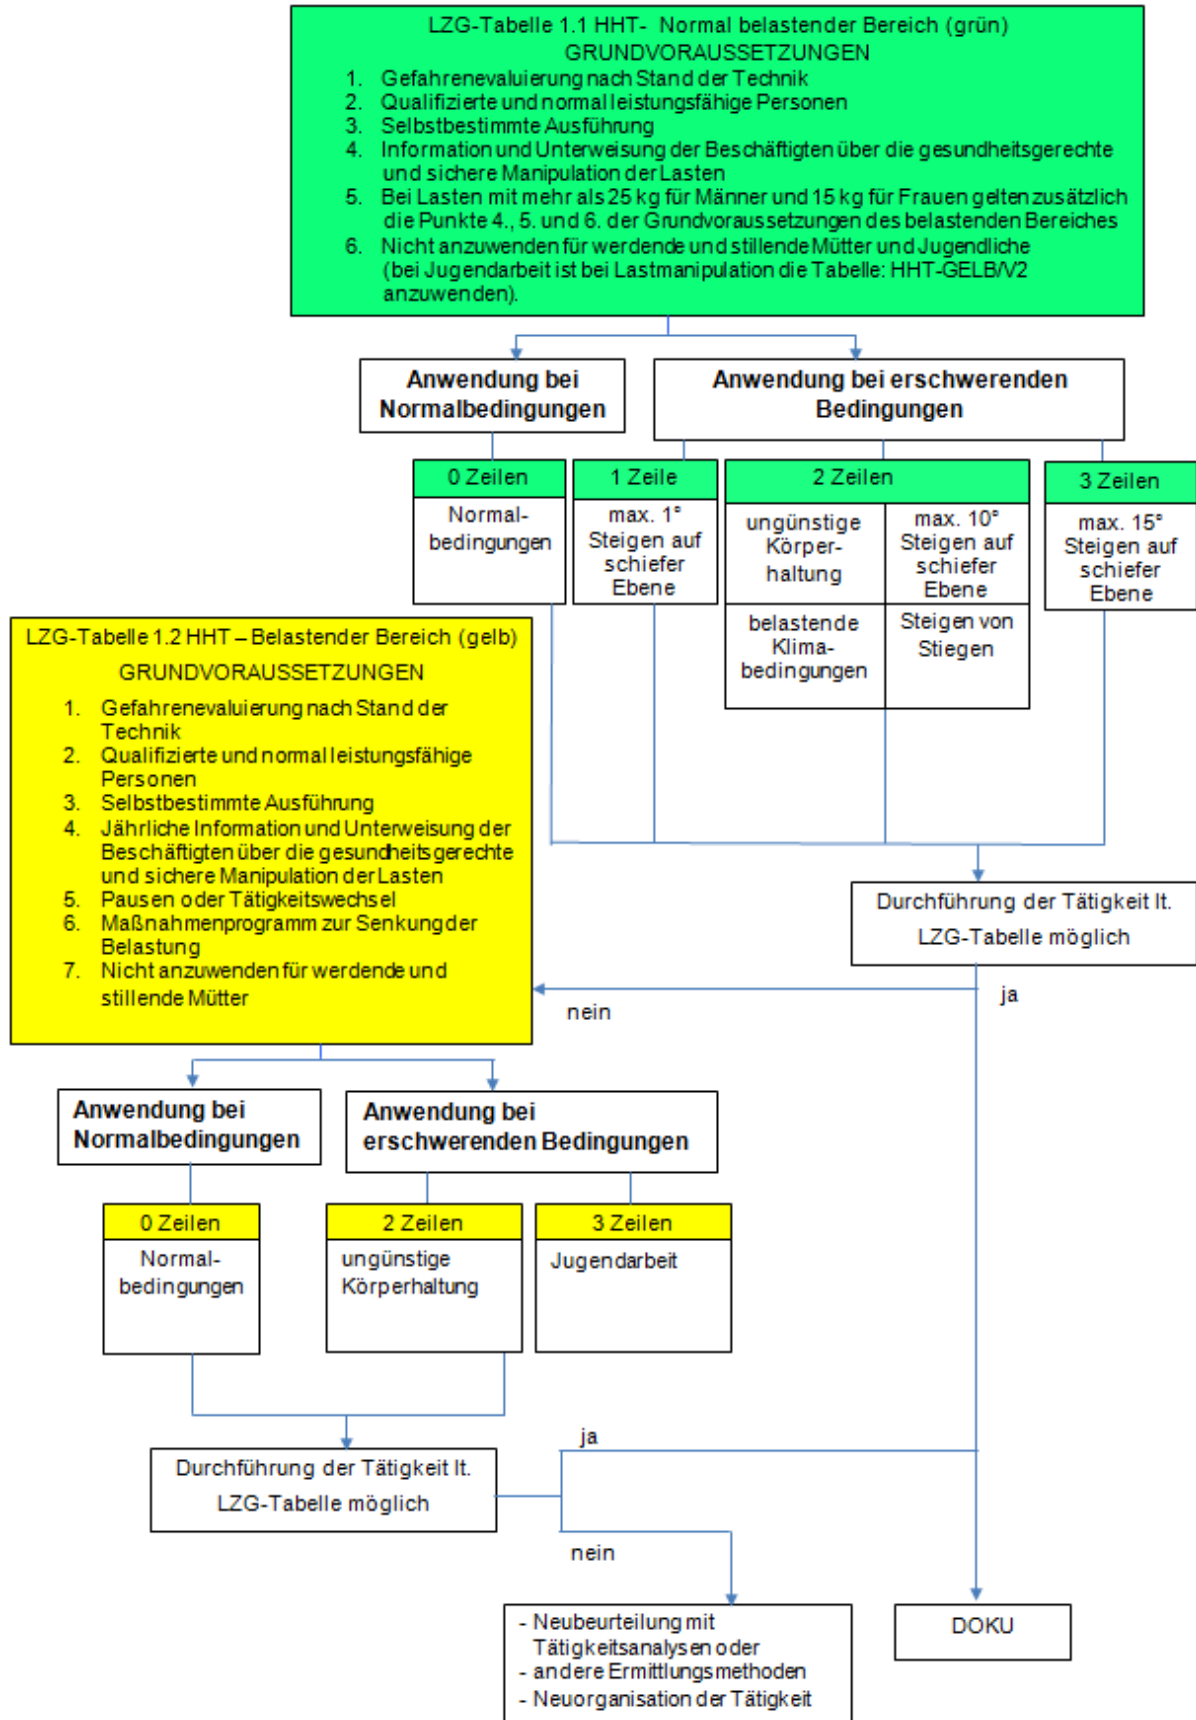 LZG-Tabelle 1.1 HHT- Normal belastender Bereich (grün)
GRUNDVORAUSSETZUNGEN
1. Gefahrenevaluierung nach Stand der Technik
2. Qualifizierte und normal leistungsfähige Personen
3. Selbstbestimmte Ausführung
4. Information und Unterweisung der Beschäftigten über die gesundheitsgerechte
und sichere Manipulation der Lasten
5. Bei Lasten mit mehr als 25 kg für Männer und 15 kg für Frauen gelten zusätzlich
die Punkte 4., 5. und 6. der Grundvoraussetzungen des belastenden Bereiches
6. Nicht anzuwenden für werdende und stillende Mütter und Jugendliche
(bei Jugendarbeit ist bei Lastmanipulation die Tabelle: HHT-GELB/V2
anzuwenden).
Anwendung bei
Normalbedingungen
Anwendung bei erschwerenden
Bedingungen
0 Zeilen
Normal-
bedingungen
1 Zeile
max. 1°
Steigen auf
schiefer
Ebene
2 Zeilen
ungünstige
Körper-
haltung
max. 10°
Steigen auf
schiefer
Ebene
belastende
Klima-
bedingungen
Steigen von
Stiegen
3 Zeilen
max. 15°
Steigen auf
schiefer
Ebene
Durchführung der Tätigkeit lt.
LZG-Tabelle möglich
nein
ja
LZG-Tabelle 1.2 HHT – Belastender Bereich (gelb)
GRUNDVORAUSSETZUNGEN
1. Gefahrenevaluierung nach Stand der
Technik
2. Qualifizierte und normal leistungsfähige
Personen
3. Selbstbestimmte Ausführung
4. Jährliche Information und Unterweisung der
Beschäftigten über die gesundheitsgerechte
und sichere Manipulation der Lasten
5. Pausen oder Tätigkeitswechsel
6. Maßnahmenprogramm zur Senkung der
Belastung
7. Nicht anzuwenden für werdende und
stillende Mütter
Anwendung bei
Normalbedingungen
Anwendung bei
erschwerenden Bedingungen
0 Zeilen
Normal-
bedingungen
2 Zeilen
ungünstige
Körperhaltung
3 Zeilen
Jugendarbeit
Durchführung der Tätigkeit lt.
LZG-Tabelle möglich
ja
nein
- Neubeurteilung mit
Tätigkeitsanalysen oder
- andere Ermittlungsmethoden
- Neuorganisation der Tätigkeit
DOKU